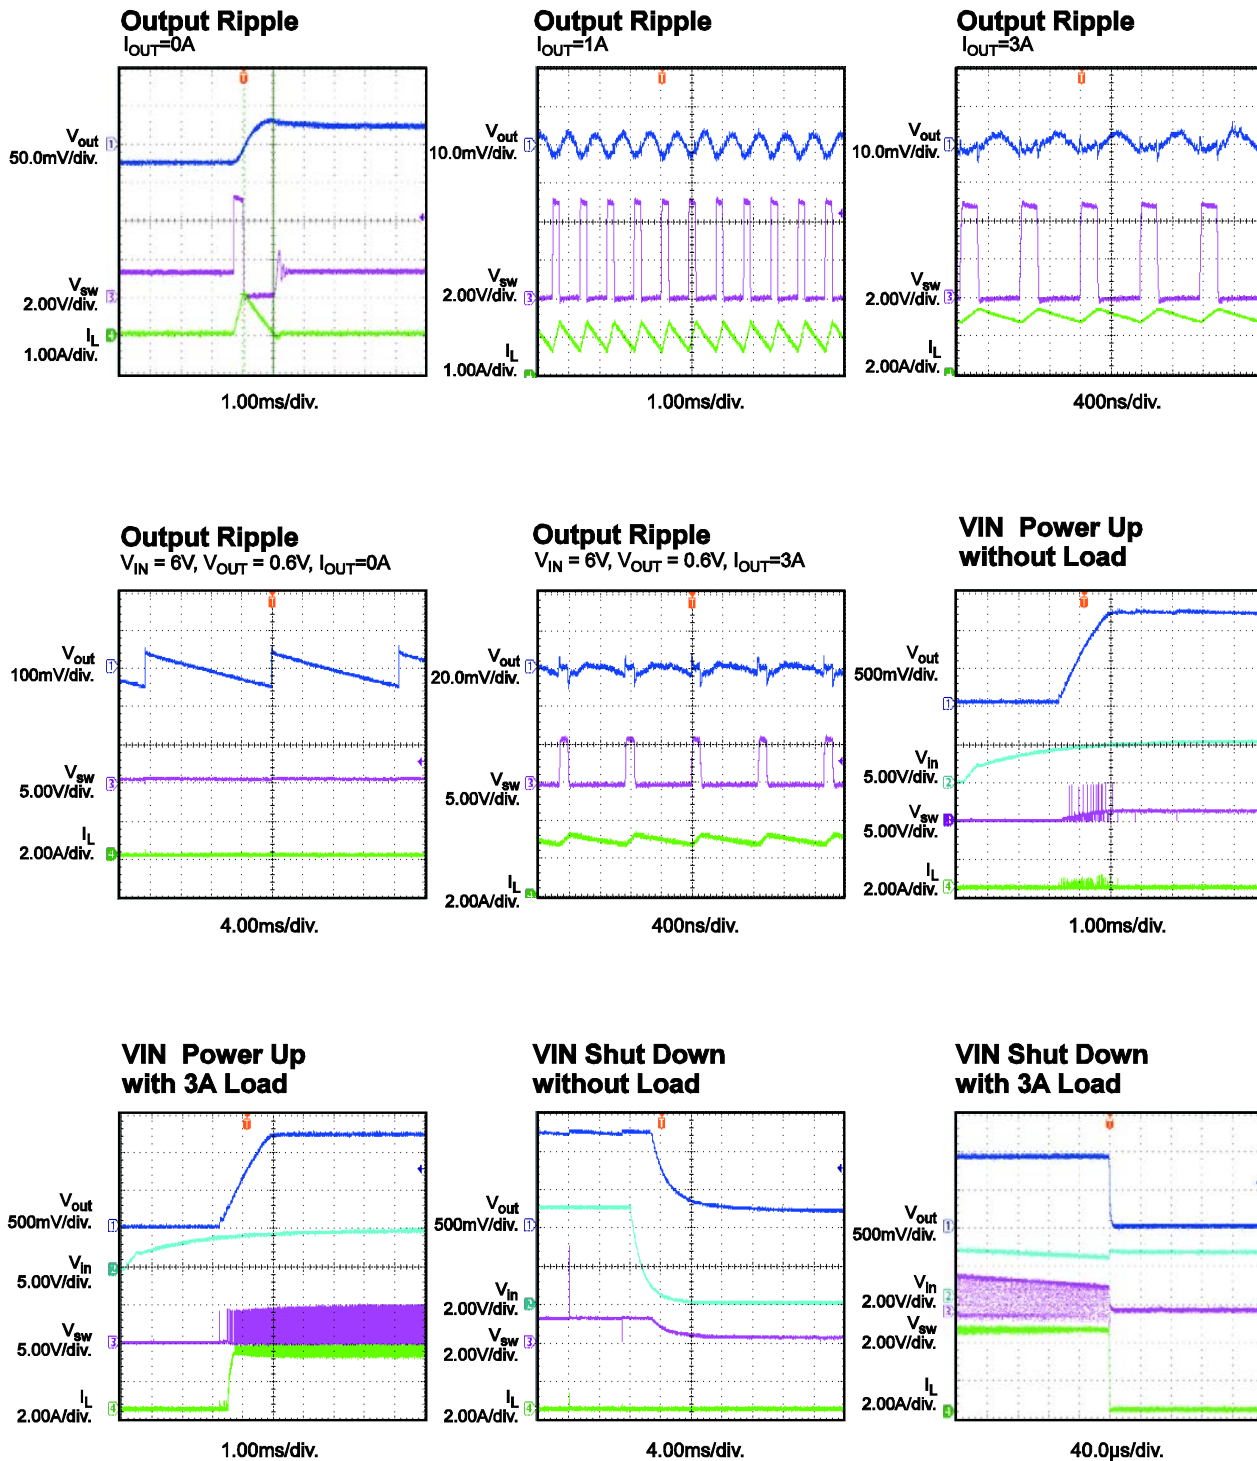 Output Ripple
IOUT=0A
Vout
50.0mV/div.
Vsw
2.00V/div.
IL
1.00A/div.
1.00ms/div.
Output Ripple
IOUT=1A
Vout
10.0mV/div.
Vsw
2.00V/div.
IL
1.00A/div.
1.00ms/div.
Output Ripple
IOUT=3A
Vout
10.0mV/div.
Vsw
2.00V/div.
IL
2.00A/div.
400ns/div.
Output Ripple
VIN = 6V, VOUT = 0.6V, IOUT=0A
Vout
100mV/div.
Vsw
5.00V/div.
IL
2.00A/div.
4.00ms/div.
Output Ripple
VIN = 6V, VOUT = 0.6V, IOUT=3A
Vout
20.0mV/div.
Vsw
5.00V/div.
IL
2.00A/div.
400ns/div.
VIN Power Up
without Load
Vout
500mV/div.
Vin
5.00V/div.
Vsw
5.00V/div.
IL
2.00A/div.
1.00ms/div.
VIN Power Up
with 3A Load
Vout
500mV/div.
Vin
5.00V/div.
Vsw
5.00V/div.
IL
2.00A/div.
1.00ms/div.
VIN Shut Down
without Load
Vout
500mV/div.
Vin
2.00V/div.
Vsw
2.00V/div.
IL
2.00A/div.
4.00ms/div.
VIN Shut Down
with 3A Load
Vout
500mV/div.
Vin
2.00V/div.
Vsw
2.00V/div.
IL
2.00A/div.
40.0µs/div.